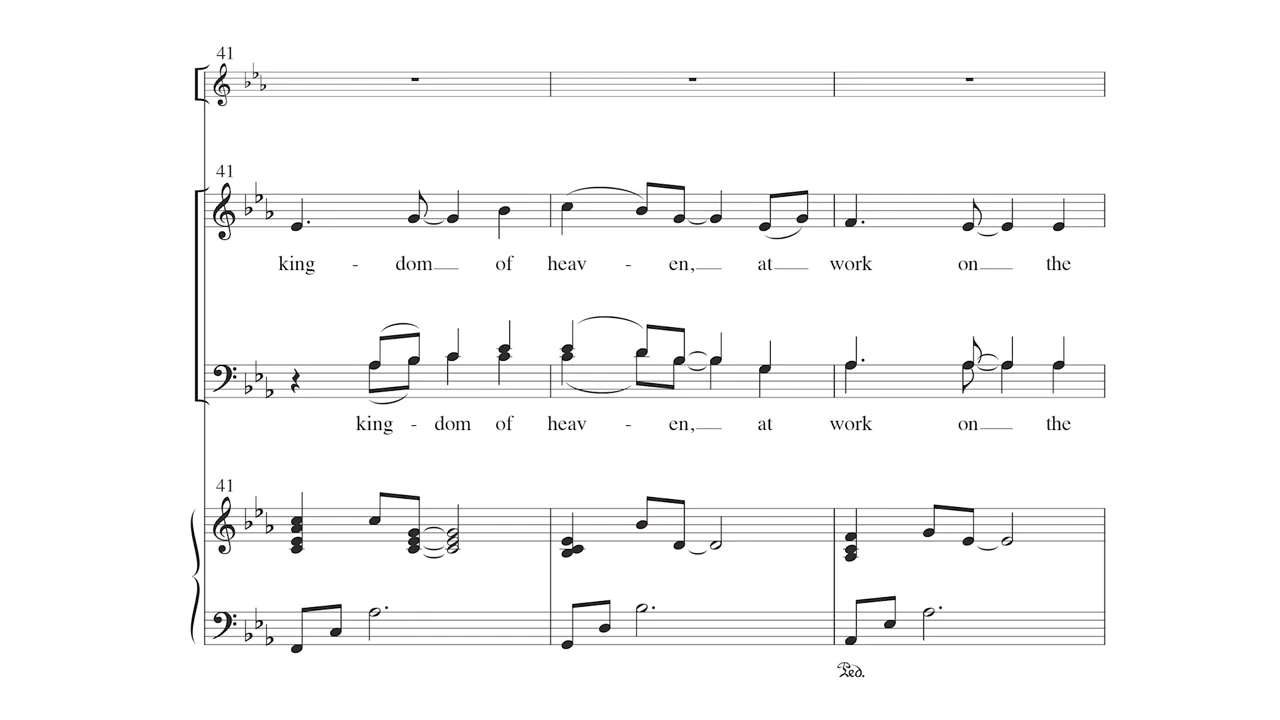 41
41
king - dom of heav - en, at work on the
king - dom of heav - en, at work on the
41
Ped.